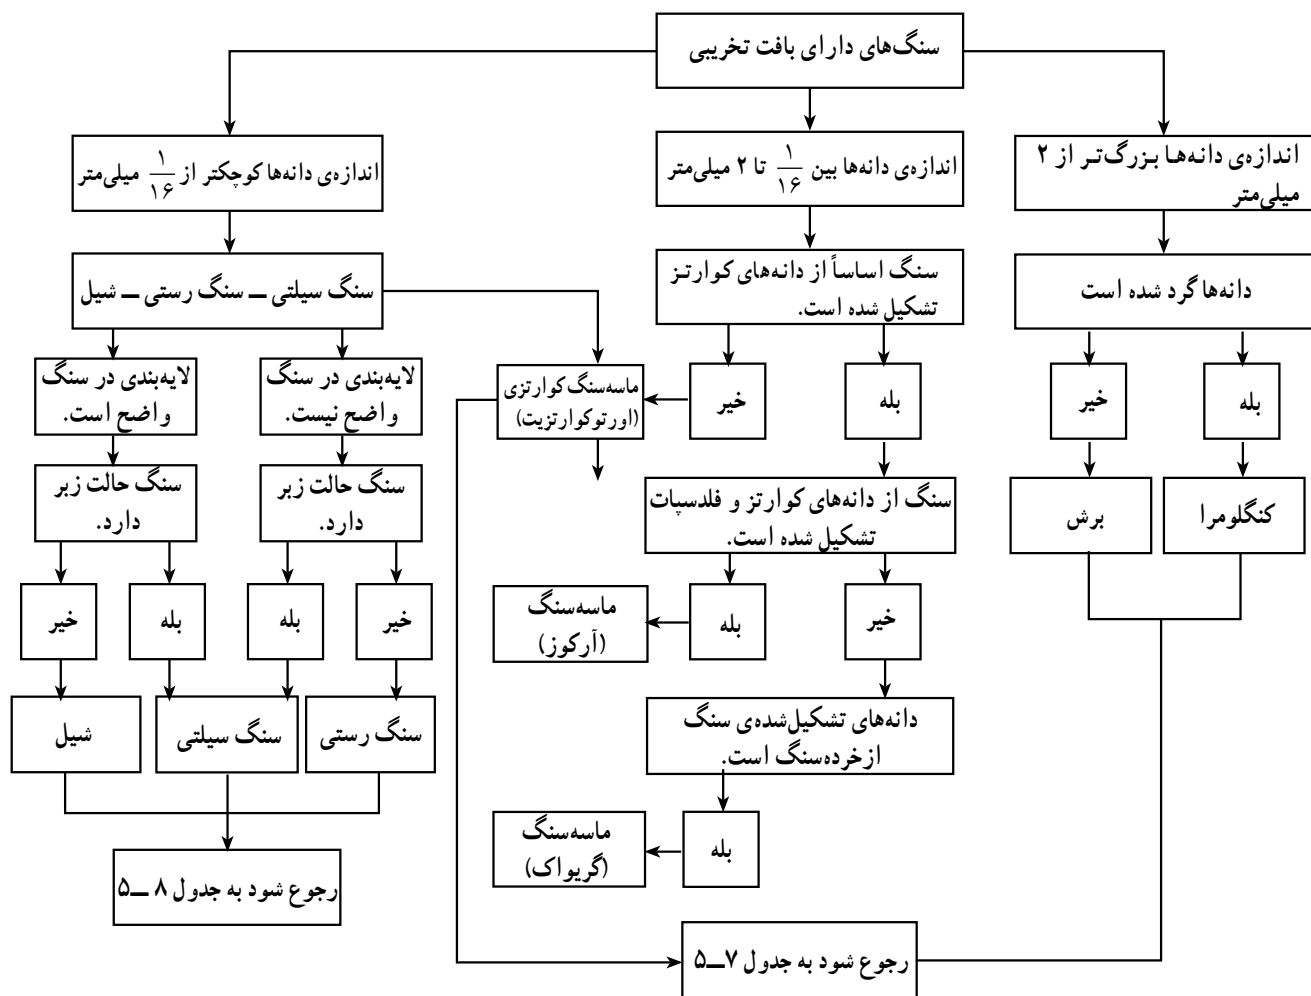 سنگ‌های دارای بافت تخریبی
اندازه‌ی دانه‌ها بزرگ‌تر از ۲
میلی‌متر
دانه‌ها گرد شده است
بله
خیر
کنگلومرا
برش
اندازه‌ی دانه‌ها بین ۱/۱۶ تا ۲ میلی‌متر
سنگ اساساً از دانه‌های کوارتز
تشکیل شده است.
بله
خیر
ماسه‌سنگ کوارتزی
(اورتوکوارتزیت)
سنگ از دانه‌های کوارتز و فلدسپات
تشکیل شده است.
خیر
بله
ماسه‌سنگ
(آرکوز)
دانه‌های تشکیل‌شده‌ی سنگ
ازخرده‌سنگ است.
بله
ماسه‌سنگ
(گریواک)
رجوع شود به جدول ۷ــ۵
اندازه‌ی دانه‌ها کوچکتر از ۱/۱۶ میلی‌متر
سنگ سیلتی ــ سنگ رستی ــ شیل
لایه‌بندی در سنگ
واضح نیست.
لایه‌بندی در سنگ
واضح است.
سنگ حالت زبر
دارد.
سنگ حالت زبر
دارد.
خیر
بله
بله
خیر
سنگ رستی
سنگ سیلتی
شیل
رجوع شود به جدول ۸ ــ۵